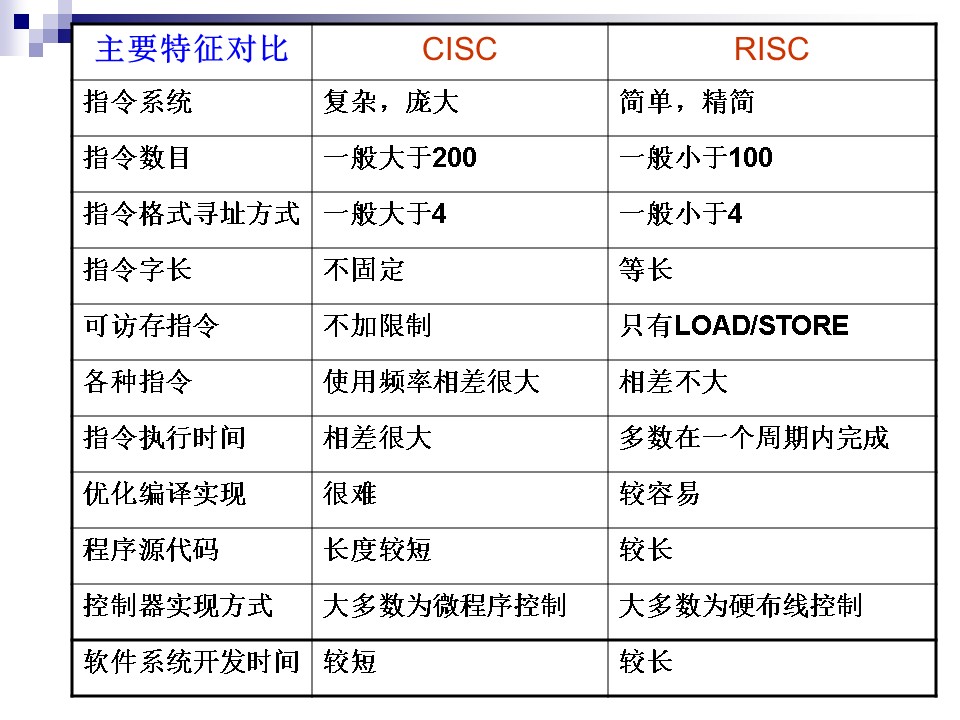 主要特征对比 CISC RISC
指令系统 复杂，庞大 简单，精简
指令数目 一般大于200 一般小于100
指令格式寻址方式 一般大于4 一般小于4
指令字长 不固定 等长
可访存指令 不加限制 只有LOAD/STORE
各种指令 使用频率相差很大 相差不大
指令执行时间 相差很大 多数在一个周期内完成
优化编译实现 很难 较容易
程序源代码 长度较短 较长
控制器实现方式 大多数为微程序控制 大多数为硬布线控制
软件系统开发时间 较短 较长